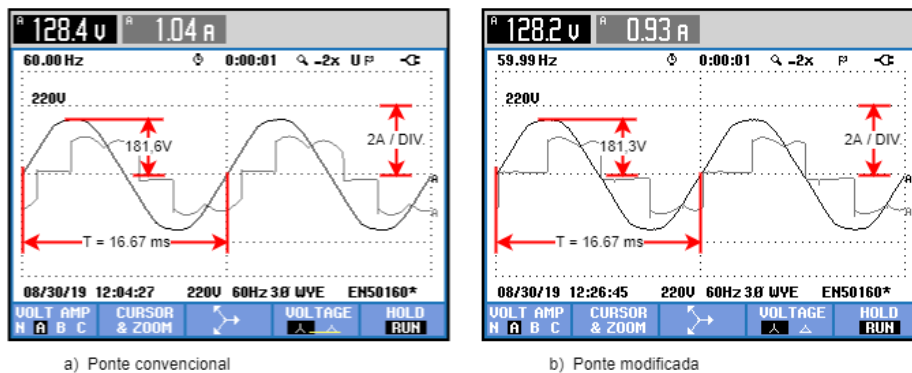 A 128.4 V A 1.04 A
60.00 Hz 0:00:01 -2x U
220V
181,6V
2A / DIV.
A
A
T = 16.67 ms
08/30/19 12:04:27 220V 60Hz 3Ø WYE EN50160*
VOLT AMP CURSOR VOLTAGE HOLD
N A B C & ZOOM RUN
a) Ponte convencional
A 128.2 V A 0.93 A
59.99 Hz 0:00:01 -2x
220V
181,3V
2A / DIV.
A
A
T = 16.67 ms
08/30/19 12:26:45 220V 60Hz 3Ø WYE EN50160*
VOLT AMP CURSOR VOLTAGE HOLD
N A B C & ZOOM RUN
b) Ponte modificada